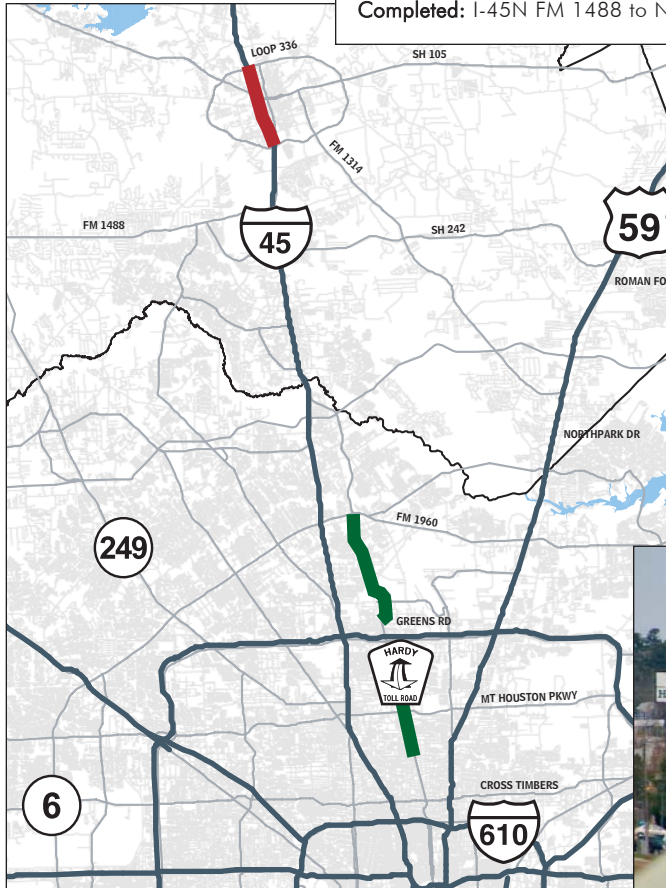 Completed: I-45N FM 1488 to N
LOOP 336
SH 105
FM 1314
FM 1488
45
SH 242
59
ROMAN FO
NORTHPARK DR
249
FM 1960
GREENS RD
HARDY
TOLL ROAD
MT HOUSTON PKWY
6
CROSS TIMBERS
610
H